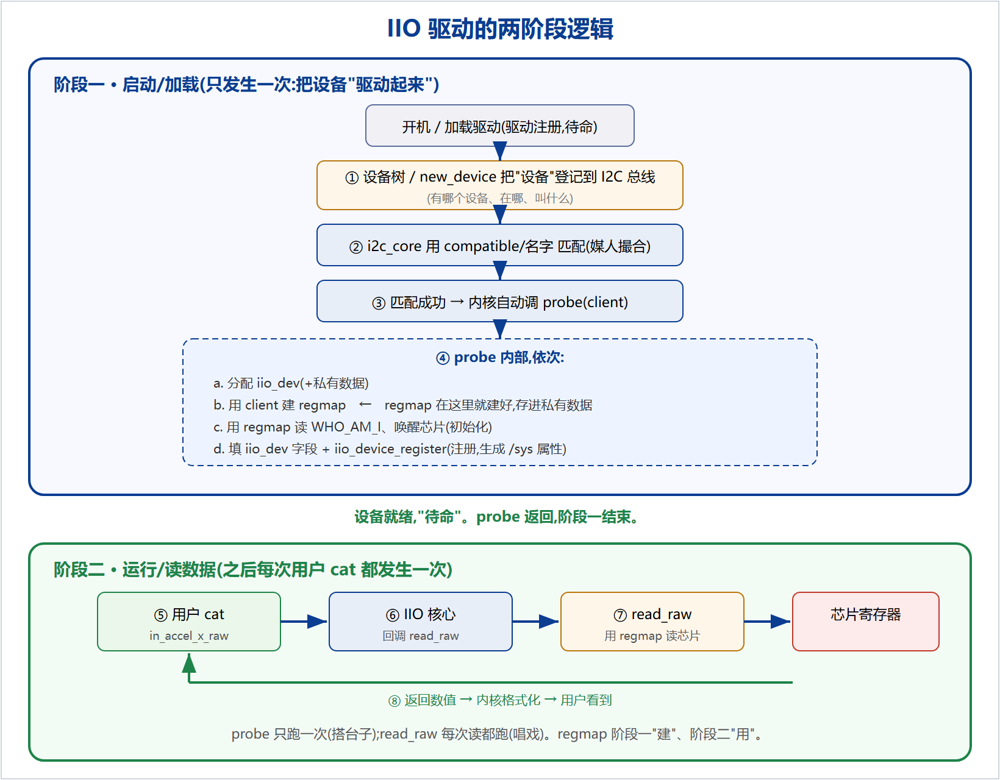 IIO 驱动的两阶段逻辑
阶段一 • 启动/加载(只发生一次:把设备"驱动起来")
开机 / 加载驱动(驱动注册,待命)
① 设备树 / new_device 把"设备"登记到 I2C 总线
(有哪个设备、在哪、叫什么)
② i2c_core 用 compatible/名字 匹配(媒人撮合)
③ 匹配成功 → 内核自动调 probe(client)
④ probe 内部,依次:
a. 分配 iio_dev(+私有数据)
b. 用 client 建 regmap ← regmap 在这里就建好,存进私有数据
c. 用 regmap 读 WHO_AM_I、唤醒芯片(初始化)
d. 填 iio_dev 字段 + iio_device_register(注册,生成 /sys 属性)
设备就绪,"待命"。probe 返回,阶段一结束。
阶段二 • 运行/读数据(之后每次用户 cat 都发生一次)
⑤ 用户 cat
in_accel_x_raw
⑥ IIO 核心
回调 read_raw
⑦ read_raw
用 regmap 读芯片
芯片寄存器
⑧ 返回数值 → 内核格式化 → 用户看到
probe 只跑一次(搭台子);read_raw 每次读都跑(唱戏)。regmap 阶段一"建"、阶段二"用"。